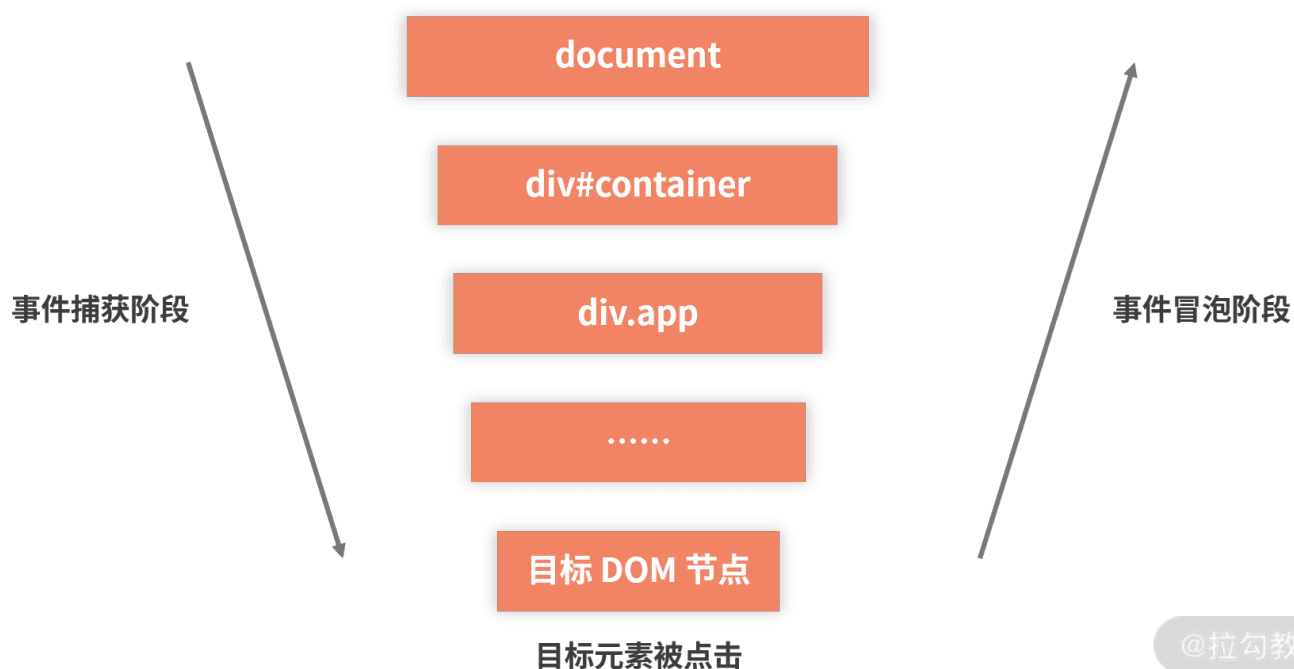 document
div#container
div.app
事件捕获阶段
事件冒泡阶段
······
目标 DOM 节点
目标元素被点击
@拉勾教